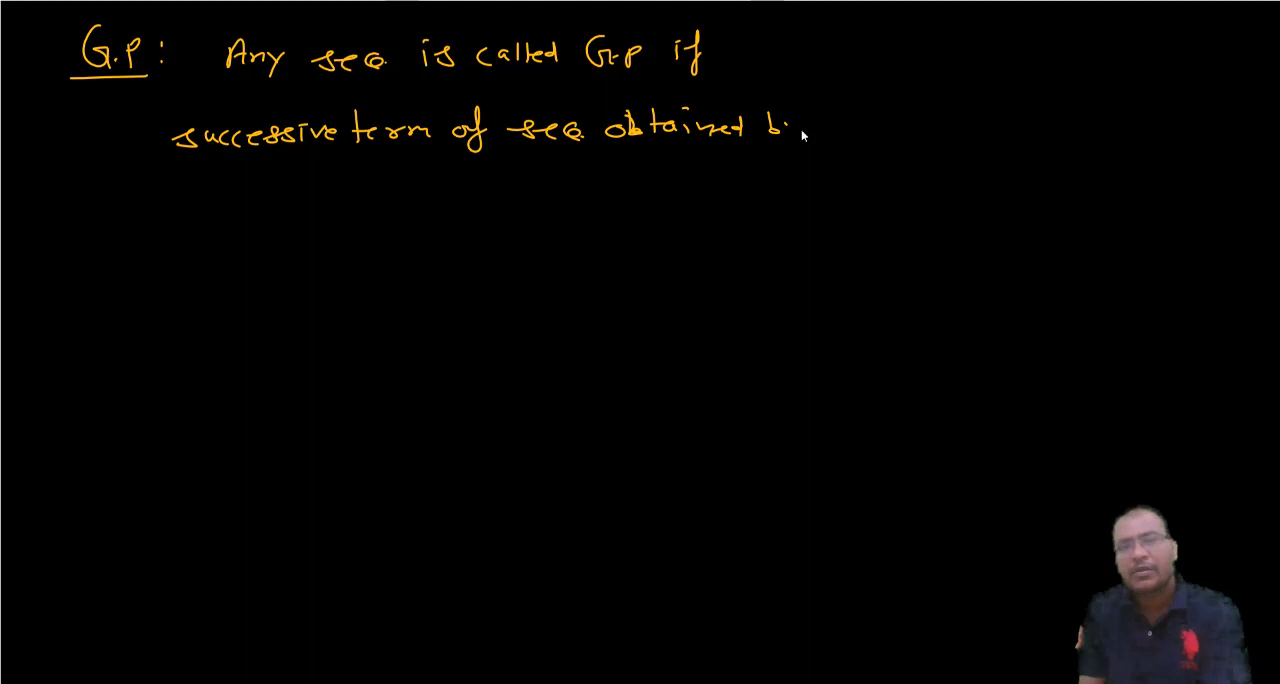 G.P: Any seq. is called G.P if
successive term of seq. obtained b